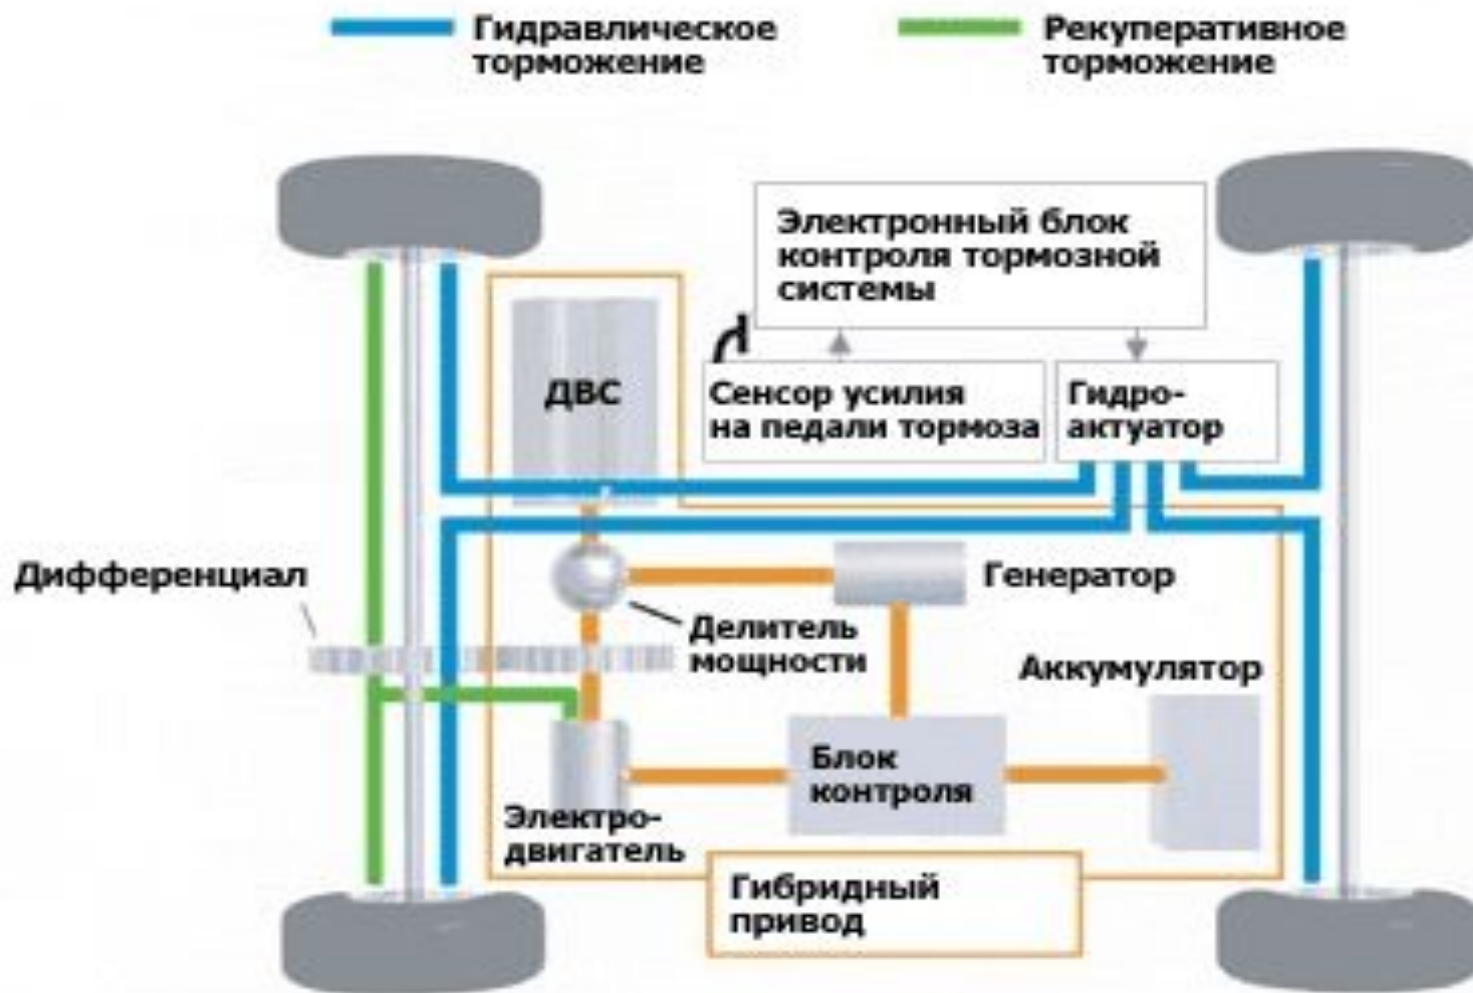 Гидравлическое
торможение
Рекуперативное
торможение
Электронный блок
контроля тормозной
системы
ДВС
Сенсор усилия
на педали тормоза
Гидро-
актуатор
Дифференциал
Генератор
Делитель
мощности
Аккумулятор
Блок
контроля
Электро-
двигатель
Гибридный
привод